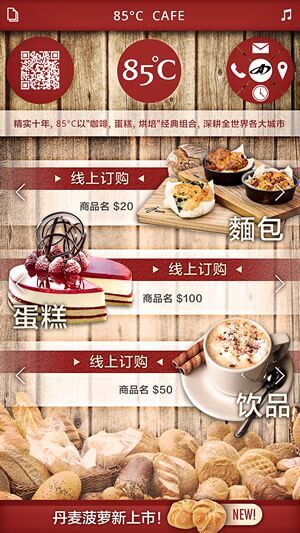 85°C CAFE
85°C
精实十年, 85°C以"咖啡, 蛋糕, 烘焙"经典组合, 深耕全世界各大城市
线上订购
商品名 $20
麵包
线上订购
商品名 $100
蛋糕
线上订购
商品名 $50
饮品
丹麦菠萝新上市！
NEW!